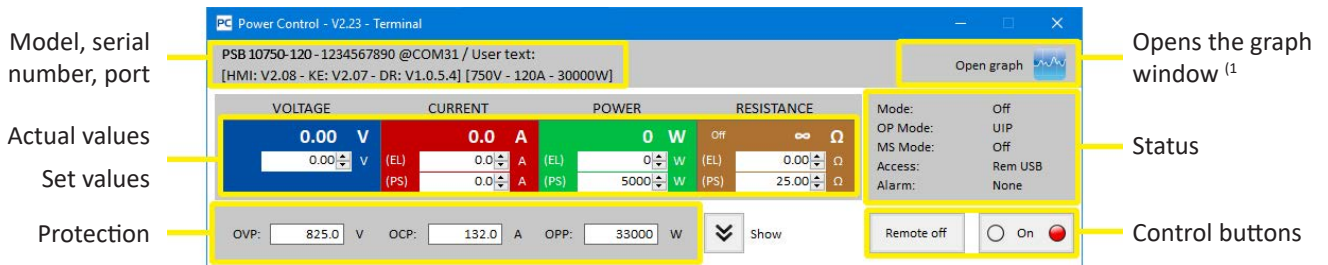 PC Power Control - V2.23 - Terminal
Model, serial
number, port
PSB 10750-120 - 1234567890 @COM31 / User text:
[HMI: V2.08 - KE: V2.07 - DR: V1.0.5.4] [750V - 120A - 30000W]
Open graph
Opens the graph
window (1
VOLTAGE CURRENT POWER RESISTANCE
Actual values
0.00 V 0.0 A 0 W Off ∞ Ω
Set values
0.00 V (EL) 0.0 A (EL) 0 W (EL) 0.00 Ω
(PS) 0.0 A (PS) 5000 W (PS) 25.00 Ω
Mode: Off
OP Mode: UIP
MS Mode: Off
Access: Rem USB
Alarm: None
Status
Protection
OVP: 825.0 V OCP: 132.0 A OPP: 33000 W Show
Remote off On
Control buttons